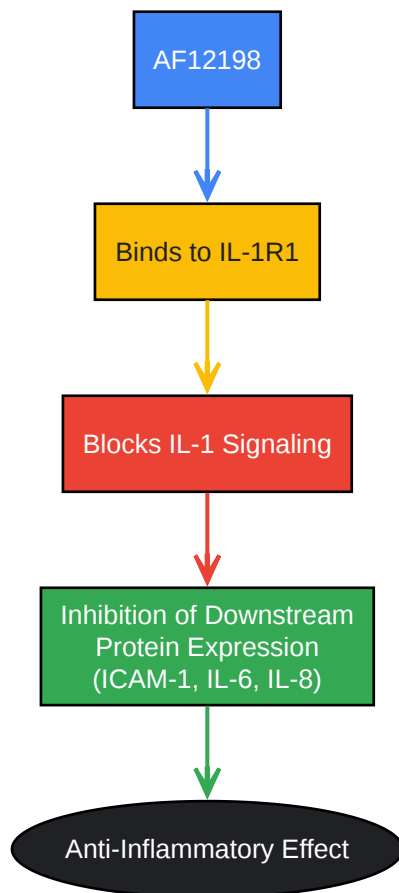 AF12198
Binds to IL-1R1
Blocks IL-1 Signaling
Inhibition of Downstream
Protein Expression
(ICAM-1, IL-6, IL-8)
Anti-Inflammatory Effect